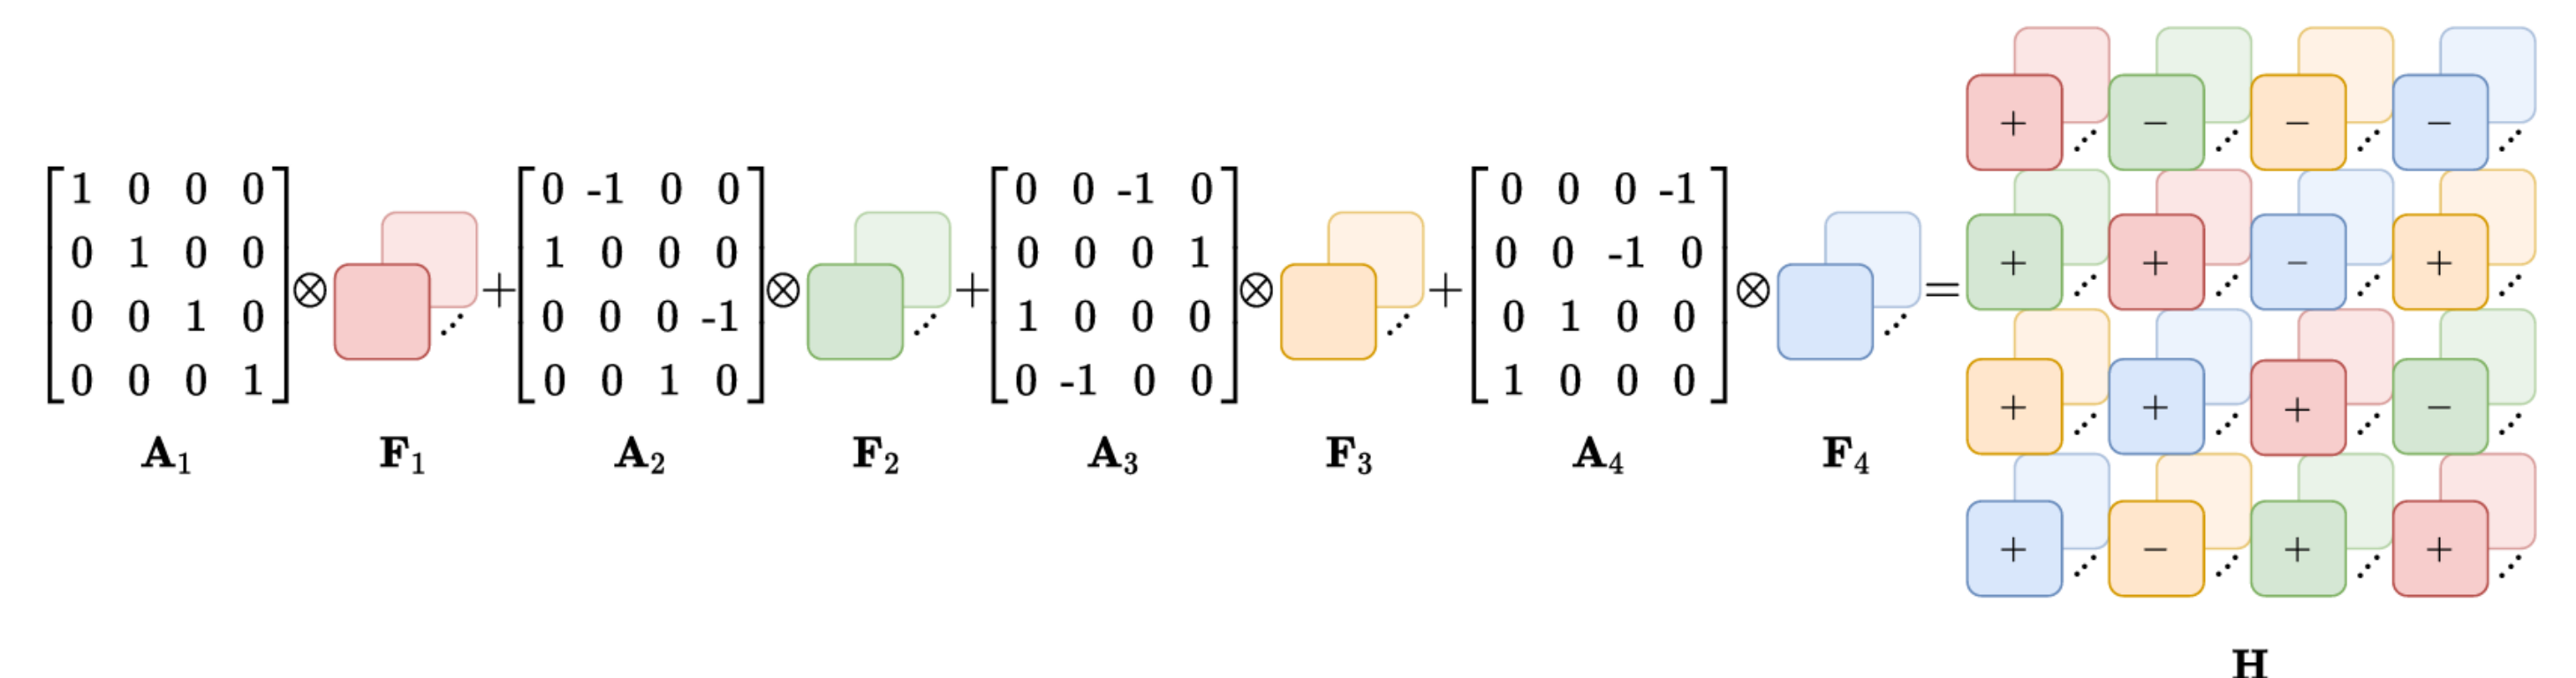 + − − −
1 0 0 0 0 -1 0 0 0 0 -1 0 0 0 0 -1
0 1 0 0 1 0 0 0 0 0 0 1 0 0 -1 0 + + − +
⊗ + ⊗ + ⊗ + ⊗ =
0 0 1 0 0 0 0 -1 1 0 0 0 0 1 0 0
0 0 0 1 0 0 1 0 0 -1 0 0 1 0 0 0 + + + −
A₁ F₁ A₂ F₂ A₃ F₃ A₄ F₄
+ − + +
H